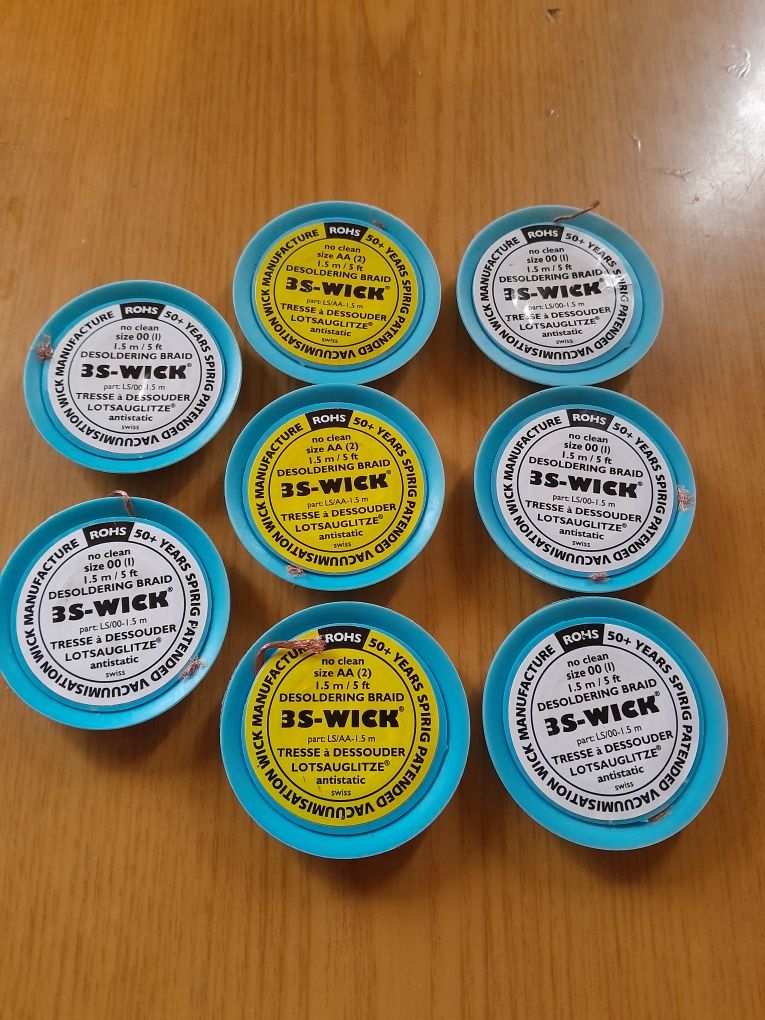 ROHS 50+ YEARS SPIRIG PATENDED VACUUMISATION WICK MANUFACTURE
no clean
size AA (2)
1.5 m / 5 ft
DESOLDERING BRAID
3S-WICK®
part: LS/AA-1.5 m
TRESSE à DESSOUDER
LOTSAUGLITZE®
antistatic
swiss
ROHS 50+ YEARS SPIRIG PATENDED VACUUMISATION WICK MANUFACTURE
no clean
size 00 (1)
1.5 m / 5 ft
DESOLDERING BRAID
3S-WICK®
part: LS/00-1.5 m
TRESSE à DESSOUDER
LOTSAUGLITZE®
antistatic
swiss
ROHS 50+ YEARS SPIRIG PATENDED VACUUMISATION WICK MANUFACTURE
no clean
size 00 (1)
1.5 m / 5 ft
DESOLDERING BRAID
3S-WICK®
part: LS/00-1.5 m
TRESSE à DESSOUDER
LOTSAUGLITZE®
antistatic
swiss
ROHS 50+ YEARS SPIRIG PATENDED VACUUMISATION WICK MANUFACTURE
no clean
size AA (2)
1.5 m / 5 ft
DESOLDERING BRAID
3S-WICK®
part: LS/AA-1.5 m
TRESSE à DESSOUDER
LOTSAUGLITZE®
antistatic
swiss
ROHS 50+ YEARS SPIRIG PATENDED VACUUMISATION WICK MANUFACTURE
no clean
size 00 (1)
1.5 m / 5 ft
DESOLDERING BRAID
3S-WICK®
part: LS/00-1.5 m
TRESSE à DESSOUDER
LOTSAUGLITZE®
antistatic
swiss
ROHS 50+ YEARS SPIRIG PATENDED VACUUMISATION WICK MANUFACTURE
no clean
size 00 (1)
1.5 m / 5 ft
DESOLDERING BRAID
3S-WICK®
part: LS/00-1.5 m
TRESSE à DESSOUDER
LOTSAUGLITZE®
antistatic
swiss
ROHS 50+ YEARS SPIRIG PATENDED VACUUMISATION WICK MANUFACTURE
no clean
size AA (2)
1.5 m / 5 ft
DESOLDERING BRAID
3S-WICK®
part: LS/AA-1.5 m
TRESSE à DESSOUDER
LOTSAUGLITZE®
antistatic
swiss
ROHS 50+ YEARS SPIRIG PATENDED VACUUMISATION WICK MANUFACTURE
no clean
size 00 (1)
1.5 m / 5 ft
DESOLDERING BRAID
3S-WICK®
part: LS/00-1.5 m
TRESSE à DESSOUDER
LOTSAUGLITZE®
antistatic
swiss